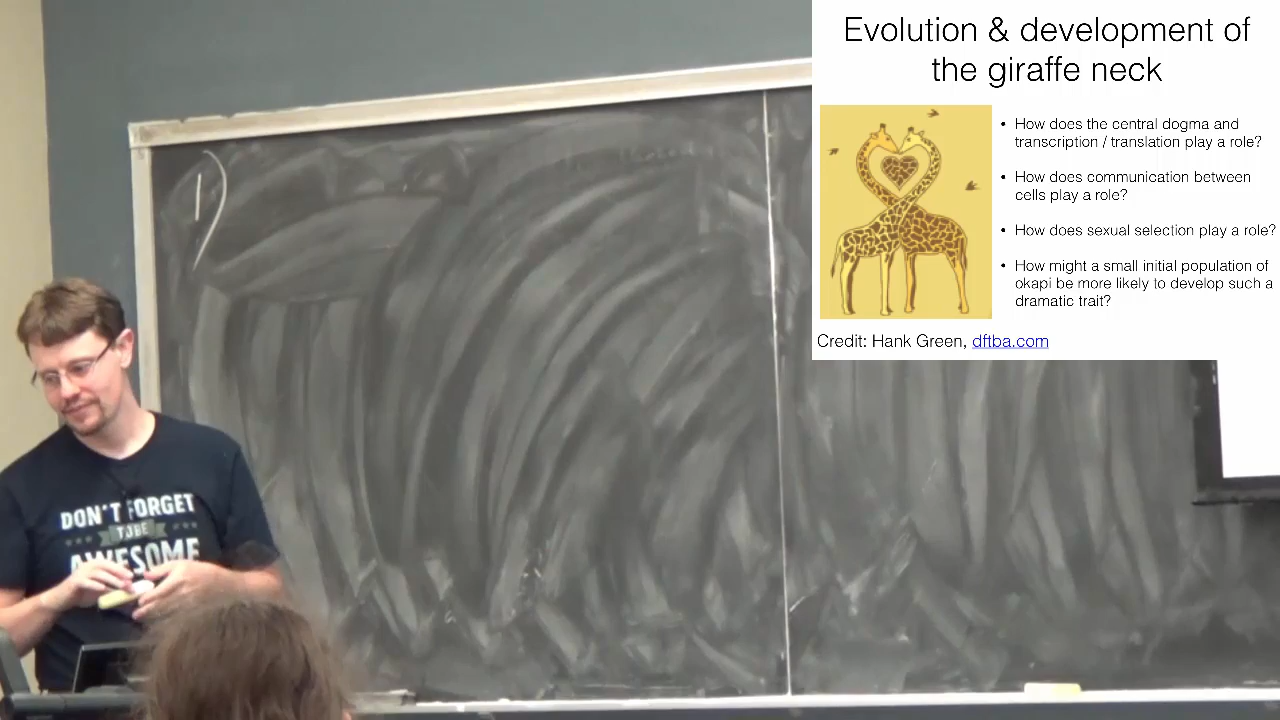 Evolution & development of
the giraffe neck
• How does the central dogma and
transcription / translation play a role?
• How does communication between
cells play a role?
• How does sexual selection play a role?
• How might a small initial population of
okapi be more likely to develop such a
dramatic trait?
Credit: Hank Green, dftba.com
1)
DON'T FORGET
TO BE
AWESOME